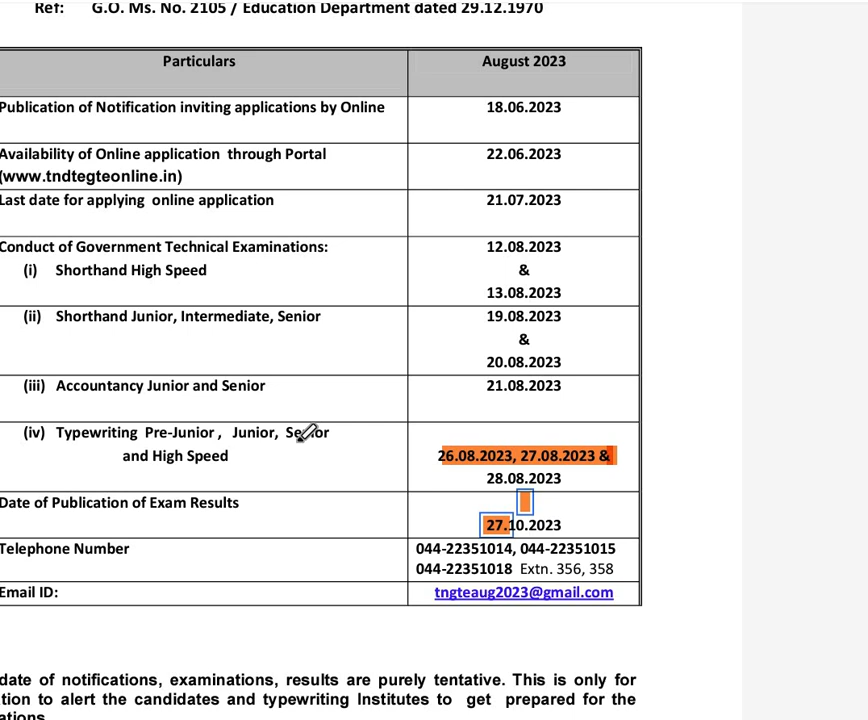 Ref: G.O. Ms. No. 2105 / Education Department dated 29.12.1970
Particulars August 2023
Publication of Notification inviting applications by Online 18.06.2023
Availability of Online application through Portal 22.06.2023
(www.tndtegteonline.in)
Last date for applying online application 21.07.2023
Conduct of Government Technical Examinations: 12.08.2023
(i) Shorthand High Speed &
13.08.2023
(ii) Shorthand Junior, Intermediate, Senior 19.08.2023
&
20.08.2023
(iii) Accountancy Junior and Senior 21.08.2023
(iv) Typewriting Pre-Junior , Junior, Senior
and High Speed 26.08.2023, 27.08.2023 &
28.08.2023
Date of Publication of Exam Results
27.10.2023
Telephone Number 044-22351014, 044-22351015
044-22351018 Extn. 356, 358
Email ID: tngteaug2023@gmail.com
date of notifications, examinations, results are purely tentative. This is only for
tion to alert the candidates and typewriting Institutes to get prepared for the
ations